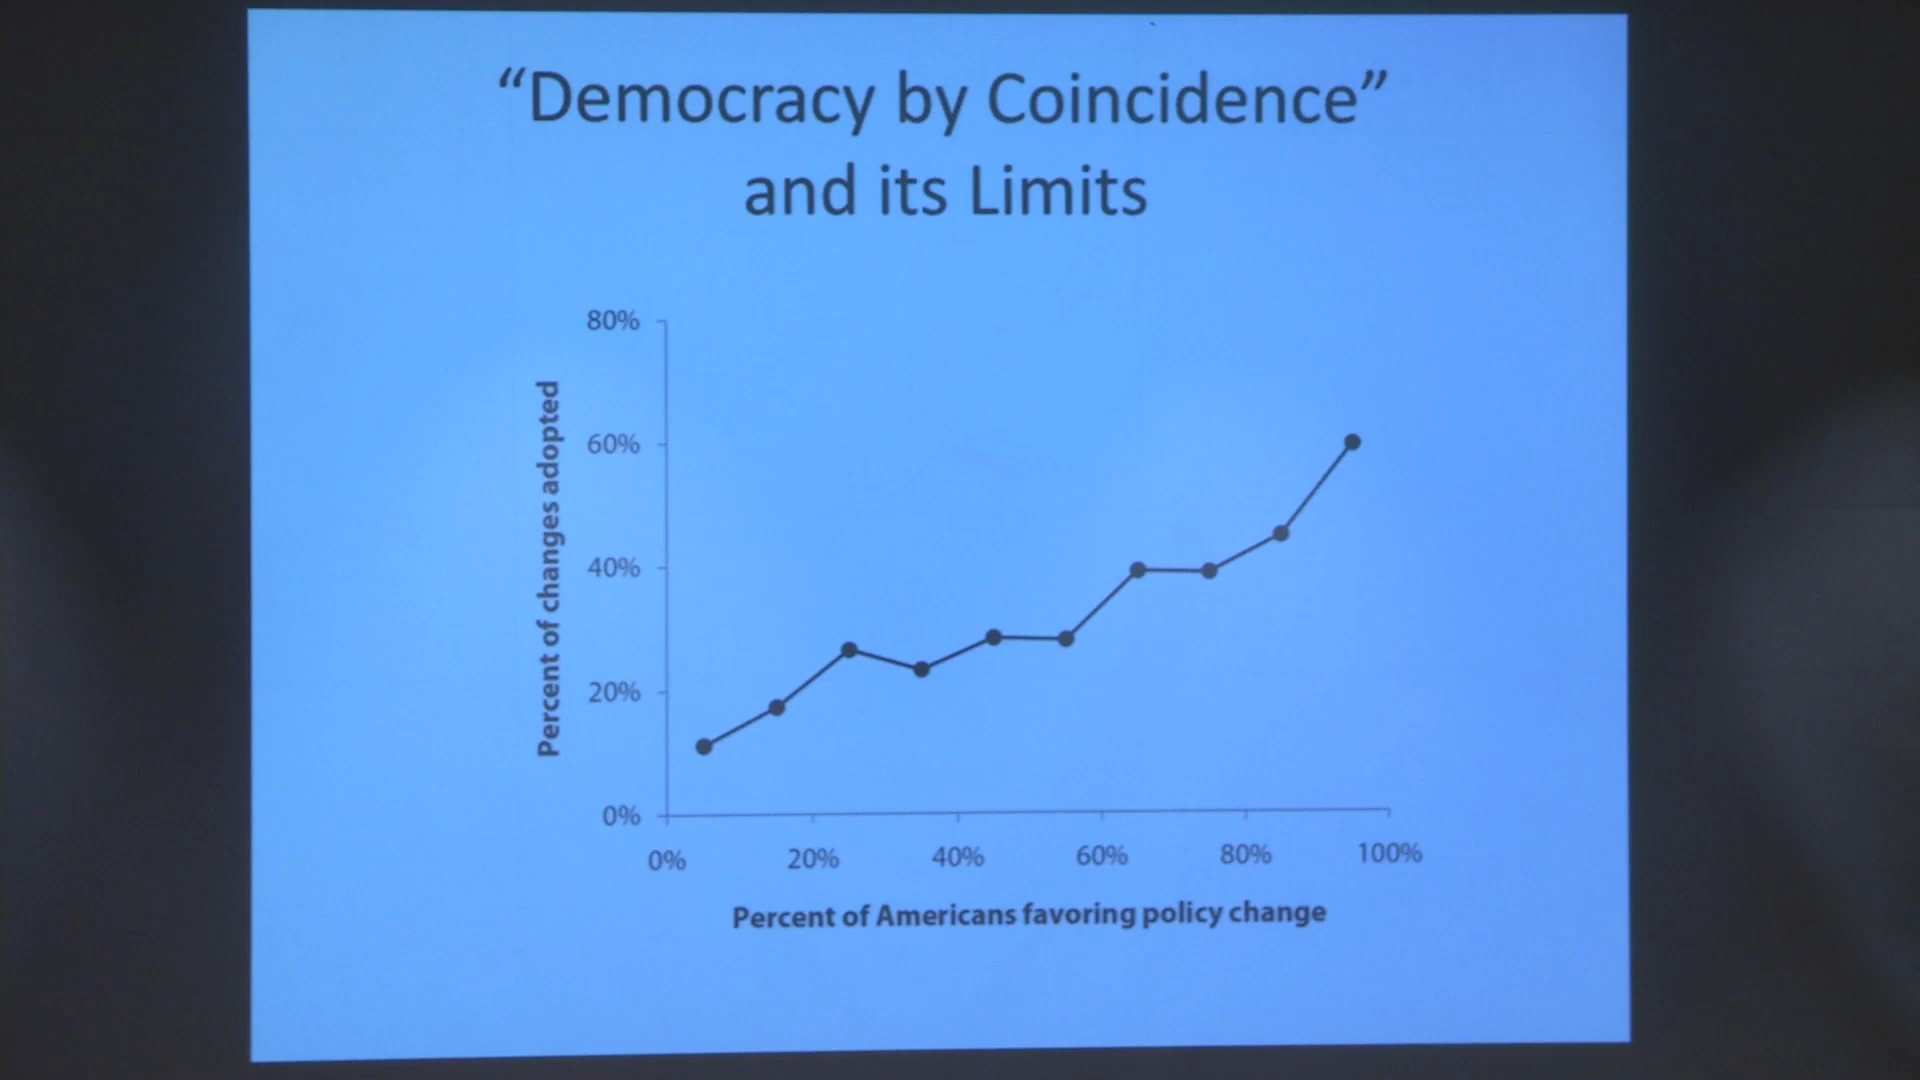 “Democracy by Coincidence”
and its Limits
80%
60%
40%
20%
0%
Percent of changes adopted
0% 20% 40% 60% 80% 100%
Percent of Americans favoring policy change